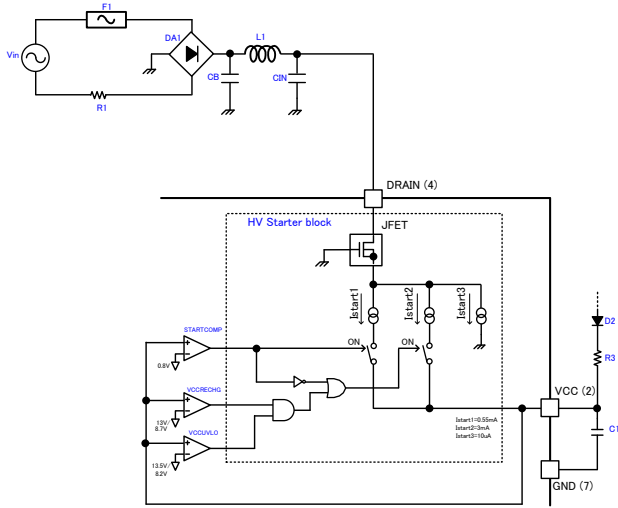 F1
DA1
L1
Vin
CB
CIN
R1
DRAIN (4)
HV Starter block
JFET
Istart1
Istart2
Istart3
D2
STARTCOMP
ON
ON
R3
0.8V
VCCRECHG
VCC (2)
13V/
8.7V
Istart1=0.55mA
Istart2=3mA
Istart3=10uA
C1
VCCUVLO
13.5V/
8.2V
GND (7)